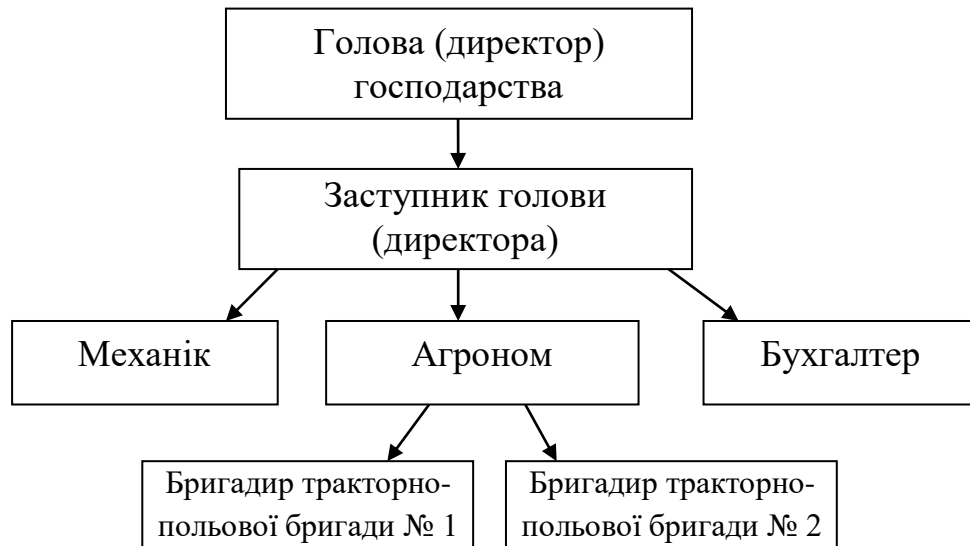 Голова (директор)
господарства
Заступник голови
(директора)
Механік
Агроном
Бухгалтер
Бригадир тракторно-
польової бригади № 1
Бригадир тракторно-
польової бригади № 2